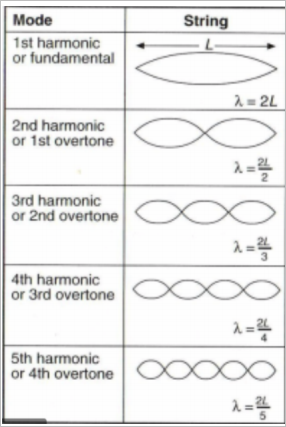 Mode String
1st harmonic
or fundamental
L
λ = 2L
2nd harmonic
or 1st overtone
λ = 2L/2
3rd harmonic
or 2nd overtone
λ = 2L/3
4th harmonic
or 3rd overtone
λ = 2L/4
5th harmonic
or 4th overtone
λ = 2L/5